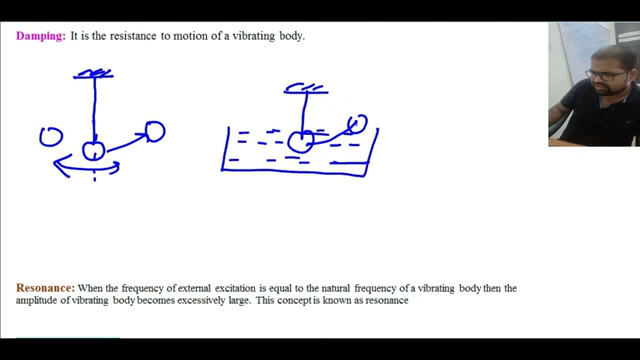 Damping: It is the resistance to motion of a vibrating body.
Resonance: When the frequency of external excitation is equal to the natural frequency of a vibrating body then the
amplitude of vibrating body becomes excessively large. This concept is known as resonance